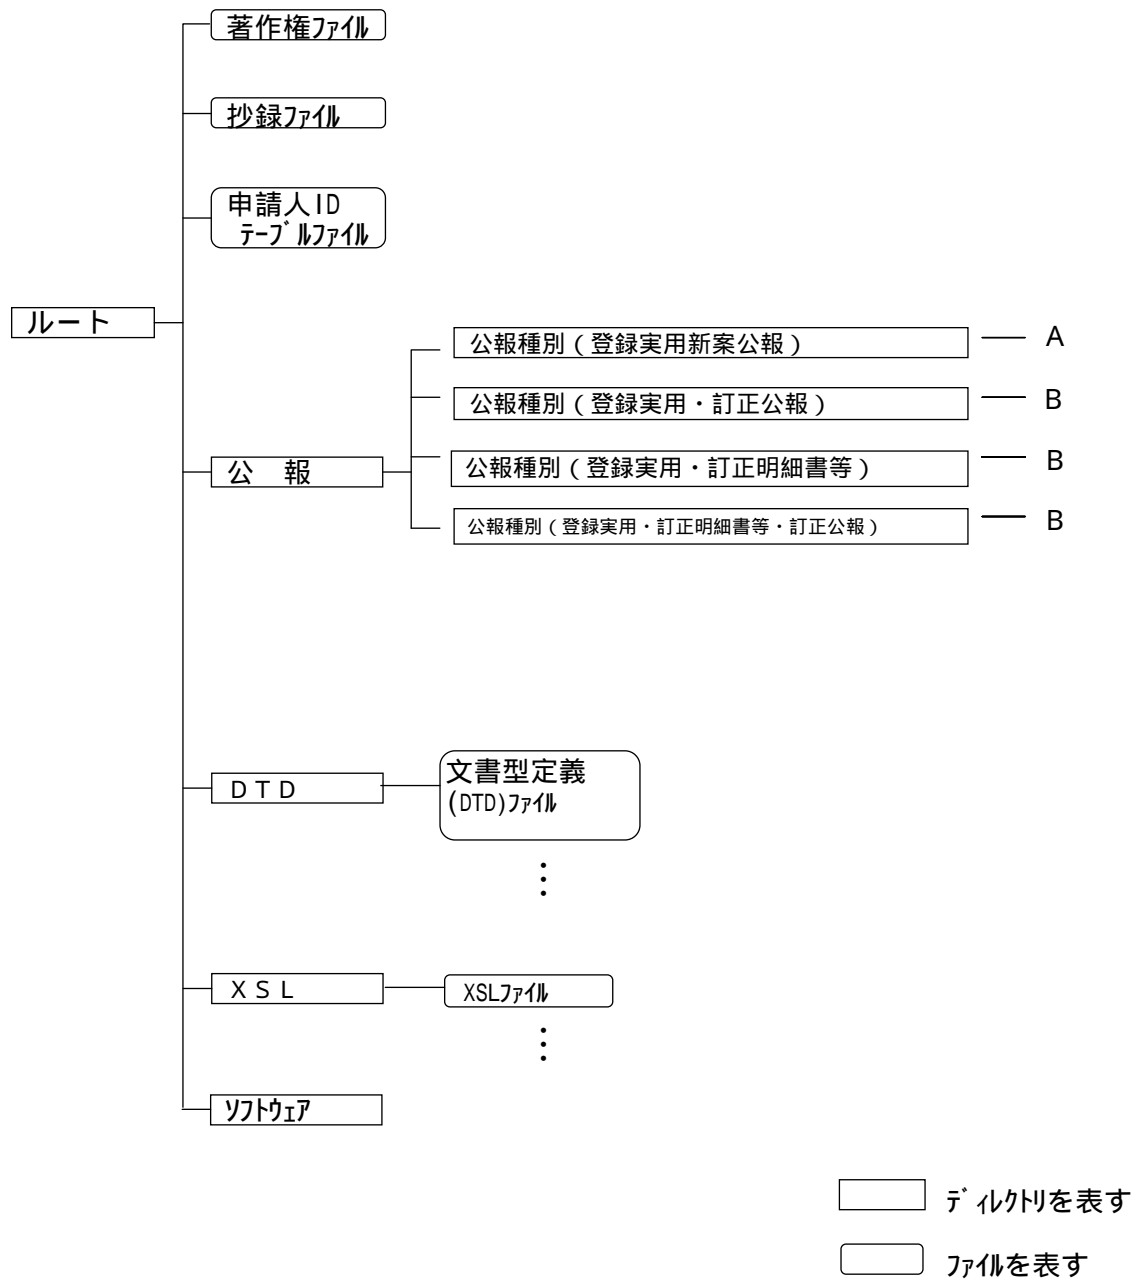 著作権ﾌｧｲﾙ
抄録ﾌｧｲﾙ
申請人ID
ﾃｰﾌﾞﾙﾌｧｲﾙ
ルート
公報種別（登録実用新案公報）
A
公報種別（登録実用・訂正公報）
B
公　報
公報種別（登録実用・訂正明細書等）
B
公報種別（登録実用・訂正明細書等・訂正公報）
B
ＤＴＤ
文書型定義
(DTD)ﾌｧｲﾙ
ＸＳＬ
XSLﾌｧｲﾙ
ｿﾌﾄｳｪｱ
ﾃﾞｨﾚｸﾄﾘを表す
ﾌｧｲﾙを表す